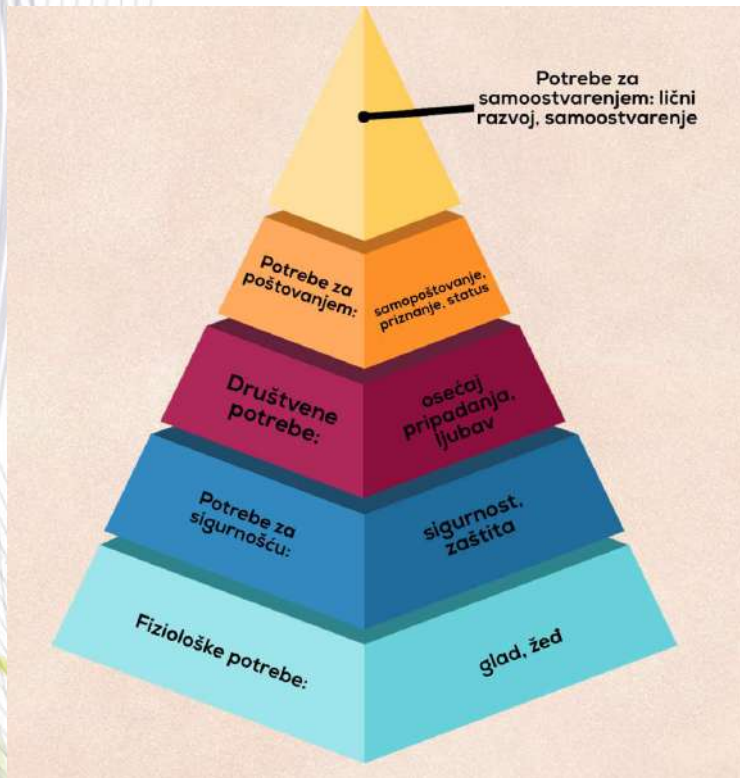 Potrebe za
samoostvarenjem: lični
razvoj, samoostvarenje
Potrebe za
poštovanjem:
samopoštovanje,
priznanje, status
Društvene
potrebe:
osećaj
pripadanja,
ljubav
Potrebe za
sigurnošću:
sigurnost,
zaštita
Fiziološke potrebe:
glad, žeđ